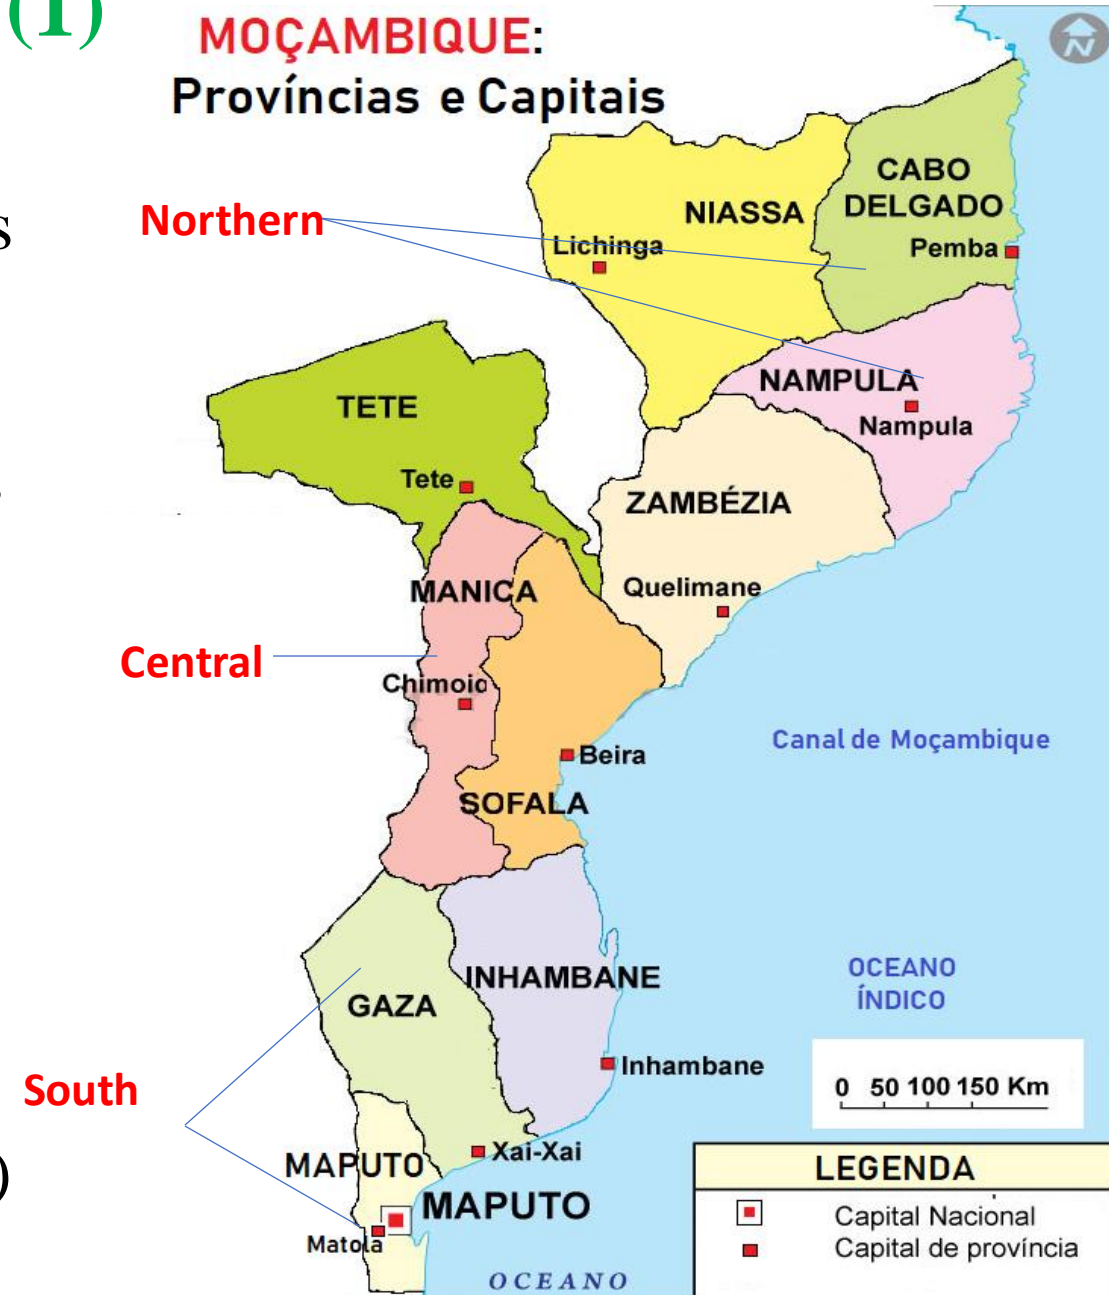 (1)
MOÇAMBIQUE:
Províncias e Capitais
N
CABO
DELGADO
NIASSA
s
Northern
Lichinga
Pemba
NAMPULA
Nampula
TETE
Tete
ZAMBÉZIA
MANICA
Quelimane
Central
Chimoio
Canal de Moçambique
Beira
SOFALA
OCEANO
ÍNDICO
INHAMBANE
GAZA
Inhambane
0 50 100 150 Km
South
Xai-Xai
MAPUTO
)
MAPUTO
Matola
OCEANO
LEGENDA
Capital Nacional
Capital de província